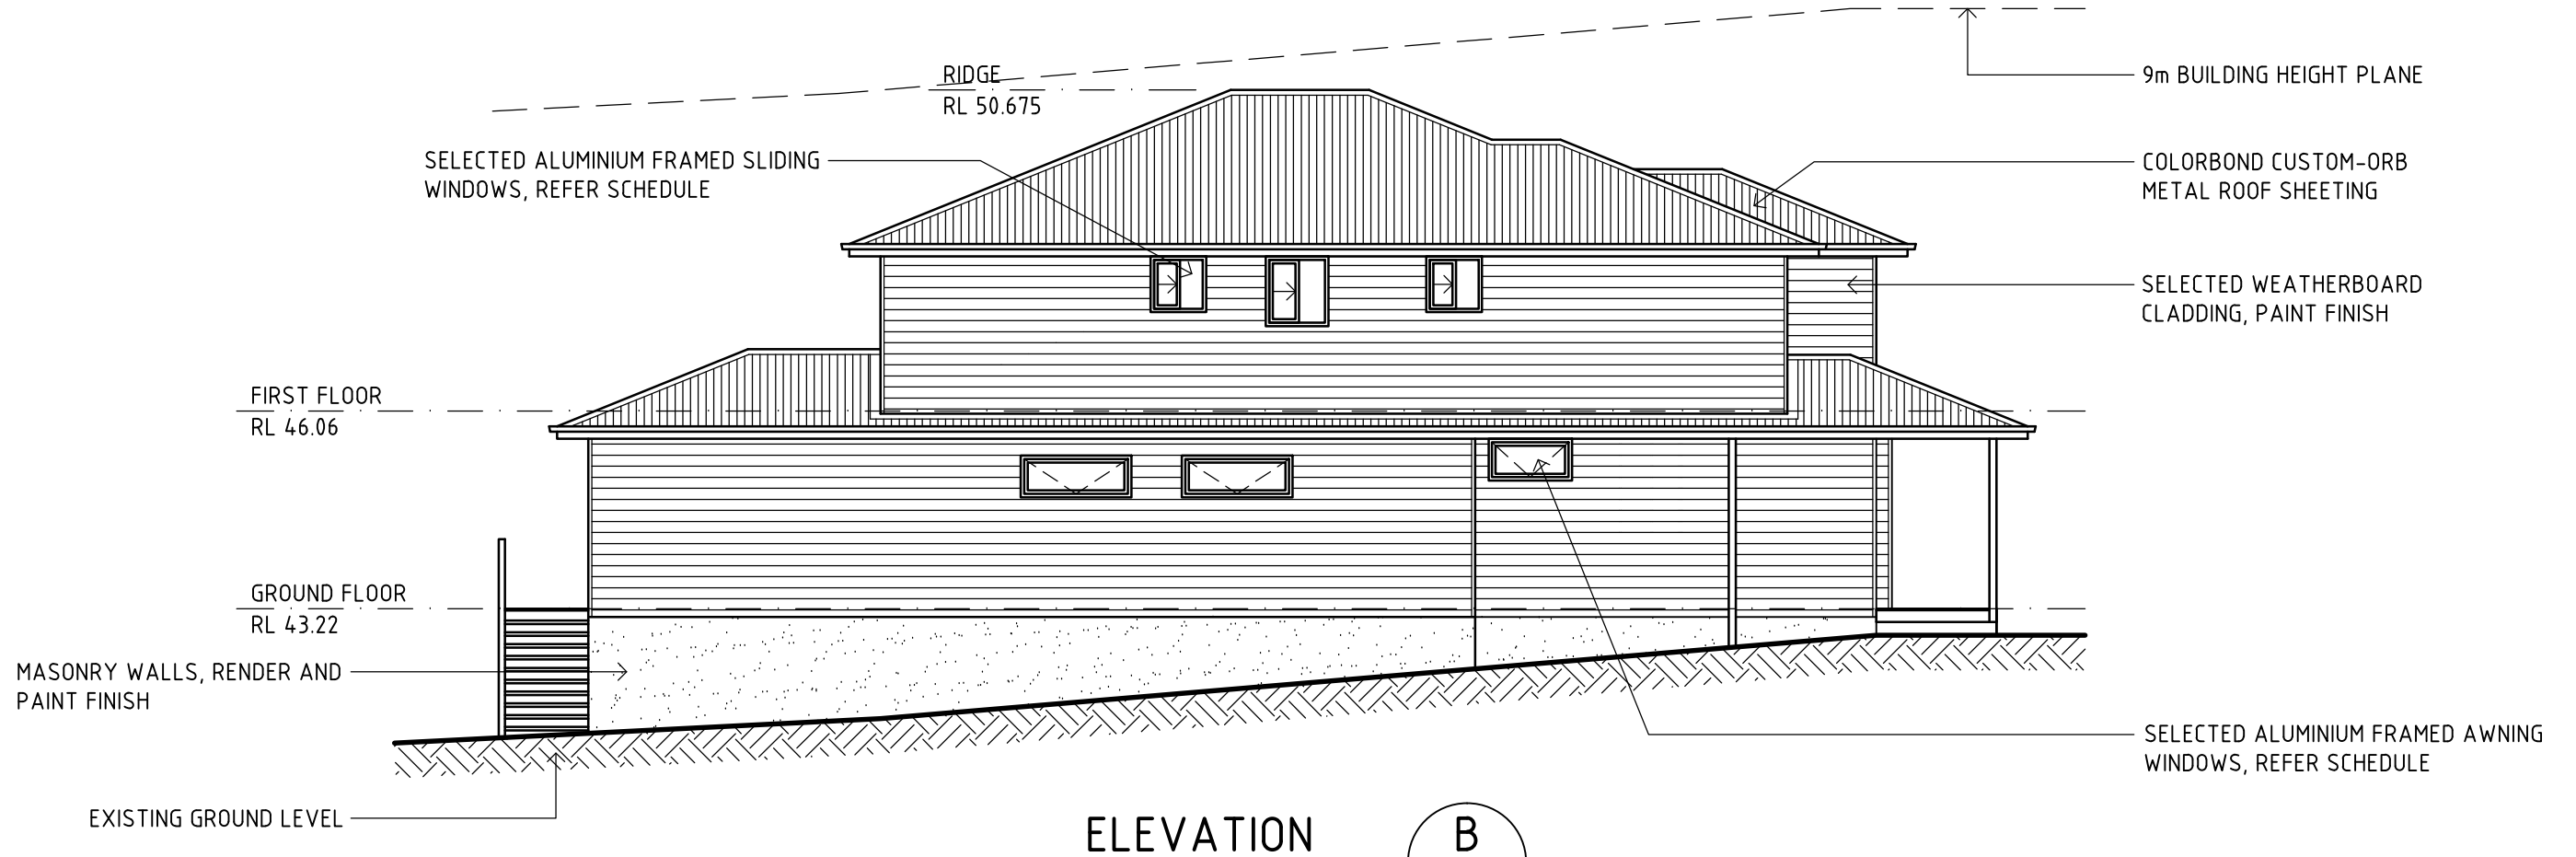 RIDGE
RL 50.675
9m BUILDING HEIGHT PLANE
SELECTED ALUMINIUM FRAMED SLIDING
WINDOWS, REFER SCHEDULE
COLORBOND CUSTOM-ORB
METAL ROOF SHEETING
SELECTED WEATHERBOARD
CLADDING, PAINT FINISH
FIRST FLOOR
RL 46.06
GROUND FLOOR
RL 43.22
MASONRY WALLS, RENDER AND
PAINT FINISH
SELECTED ALUMINIUM FRAMED AWNING
WINDOWS, REFER SCHEDULE
EXISTING GROUND LEVEL
ELEVATION B